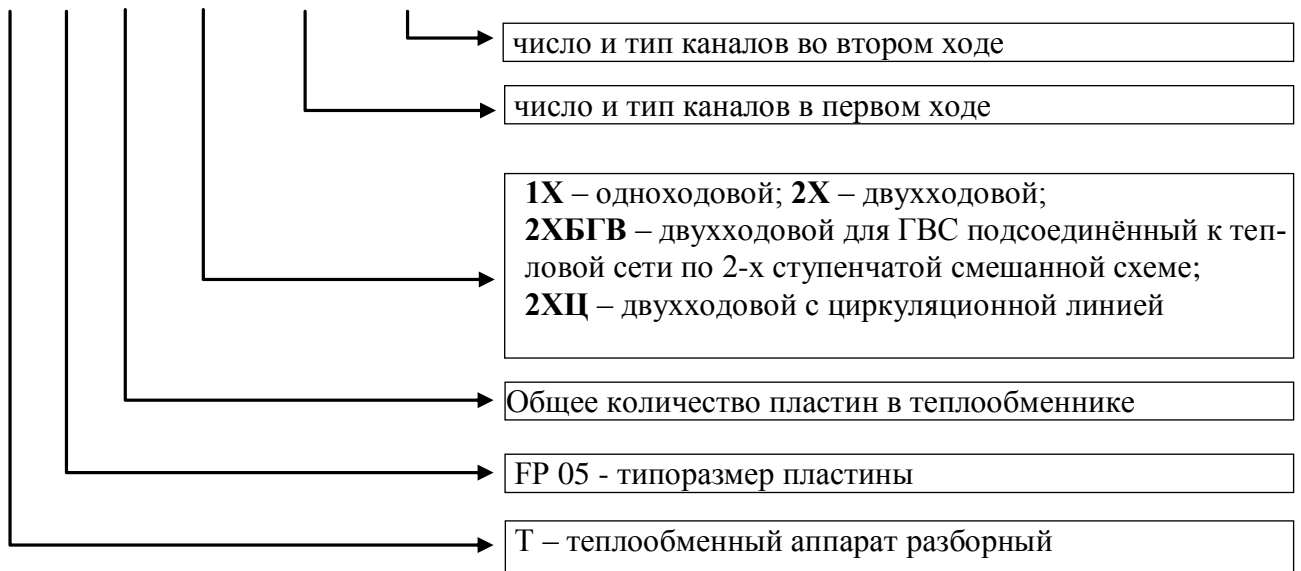 число и тип каналов во втором ходе
число и тип каналов в первом ходе
1Х – одноходовой; 2Х – двухходовой;
2ХБГВ – двухходовой для ГВС подсоединённый к теп-
ловой сети по 2-х ступенчатой смешанной схеме;
2ХЦ – двухходовой с циркуляционной линией
Общее количество пластин в теплообменнике
FP 05 - типоразмер пластины
Т – теплообменный аппарат разборный